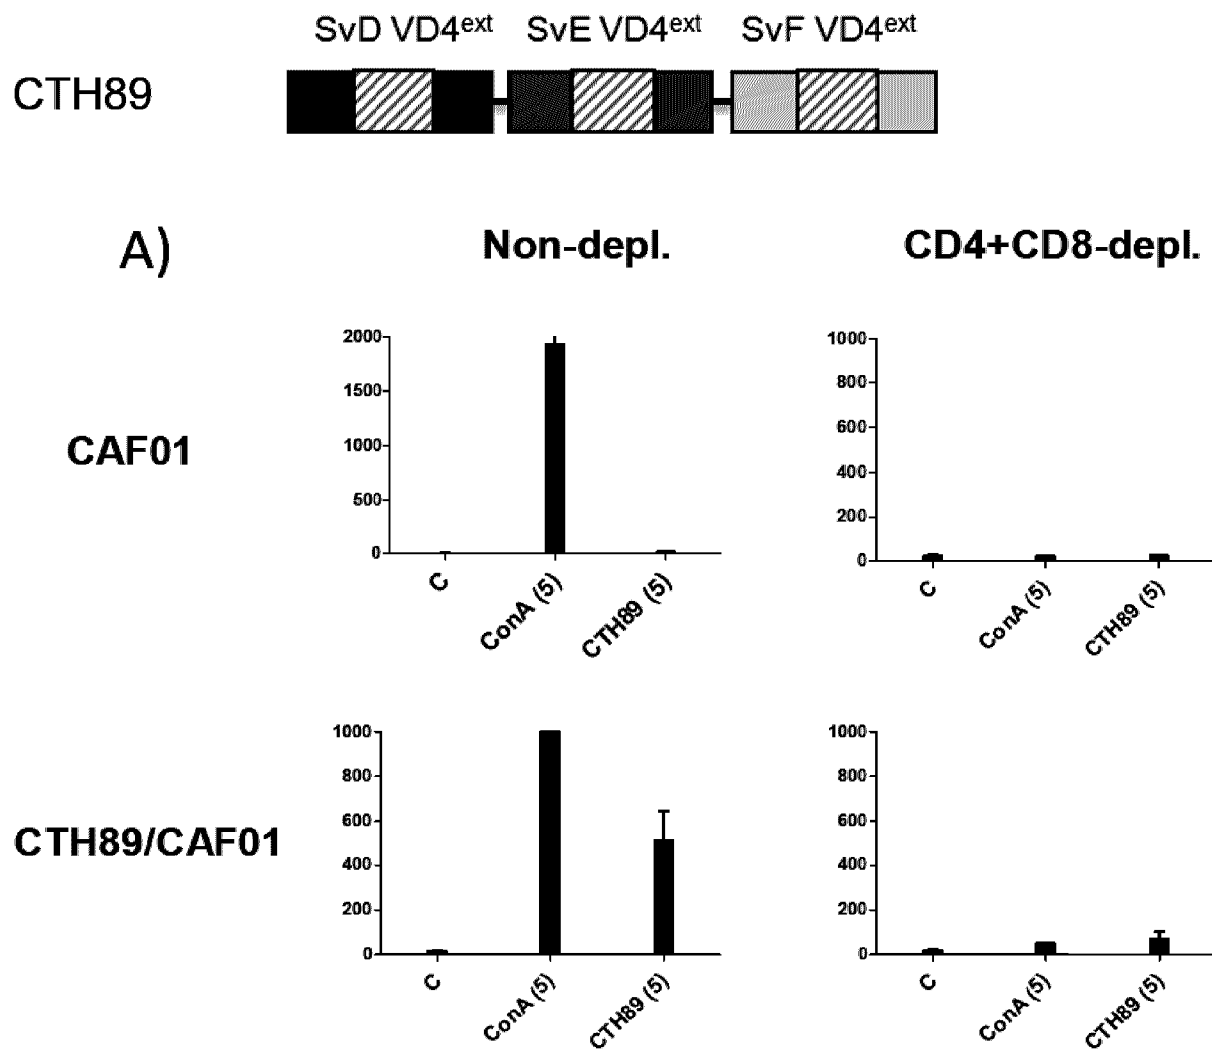 SvD VD4ext SvE VD4ext SvF VD4ext
CTH89
A) Non-depl. CD4+CD8-depl.
CAF01
2000
1500
1000
500
0
C ConA (5) CTH89 (5)
1000
800
600
400
200
0
C ConA (5) CTH89 (5)
CTH89/CAF01
1000
800
600
400
200
0
C ConA (5) CTH89 (5)
1000
800
600
400
200
0
C ConA (5) CTH89 (5)